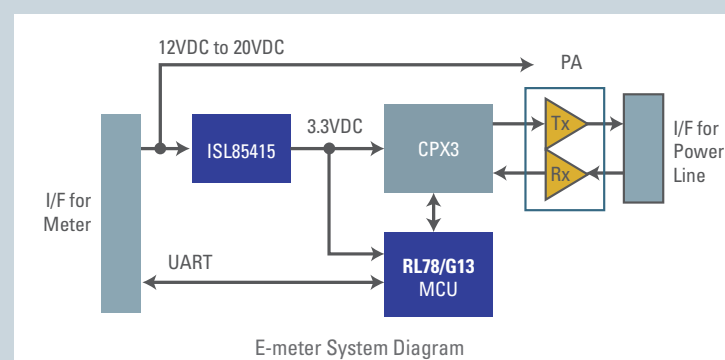 12VDC to 20VDC
PA
3.3VDC
ISL85415
CPX3
Tx
Rx
I/F for
Power
Line
I/F for
Meter
UART
RL78/G13
MCU
E-meter System Diagram